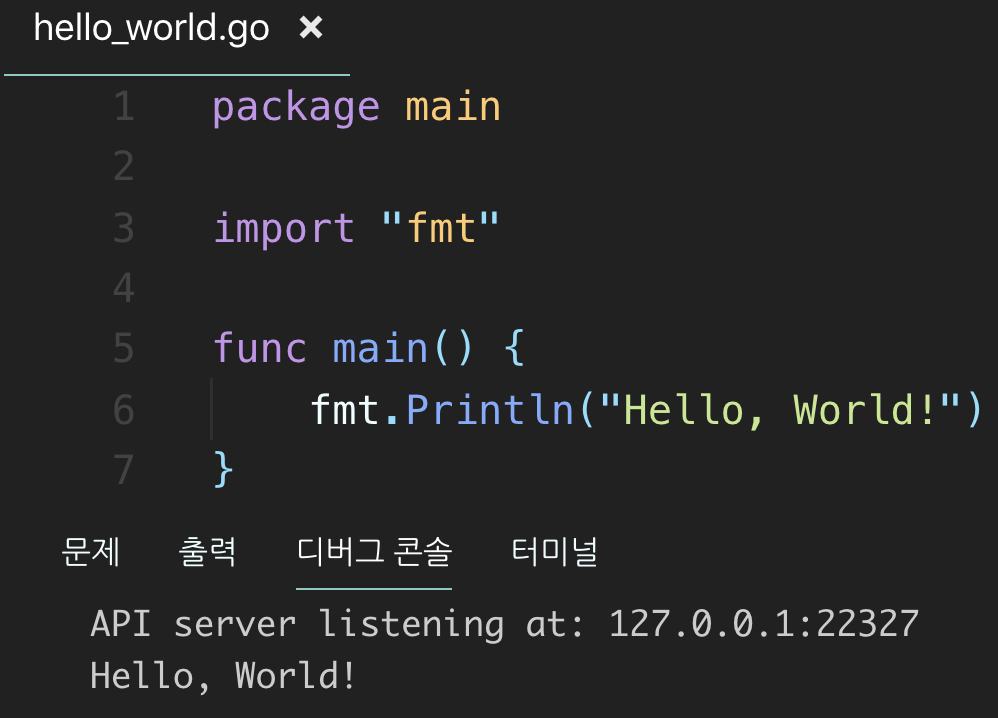 hello_world.go ×
1 package main
2
3 import "fmt"
4
5 func main() {
6 fmt.Println("Hello, World!")
7 }
문제 출력 디버그 콘솔 터미널
API server listening at: 127.0.0.1:22327
Hello, World!